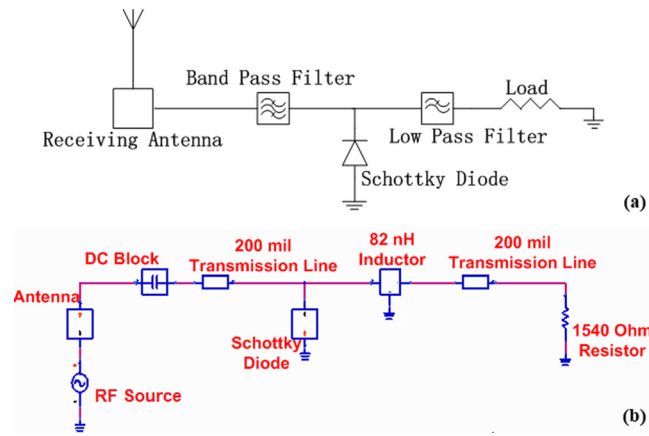 Band Pass Filter
Load
Receiving Antenna
Low Pass Filter
Schottky Diode
(a)
DC Block
200 mil
Transmission Line
82 nH
Inductor
200 mil
Transmission Line
Antenna
Schottky
Diode
1540 Ohm
Resistor
RF Source
(b)